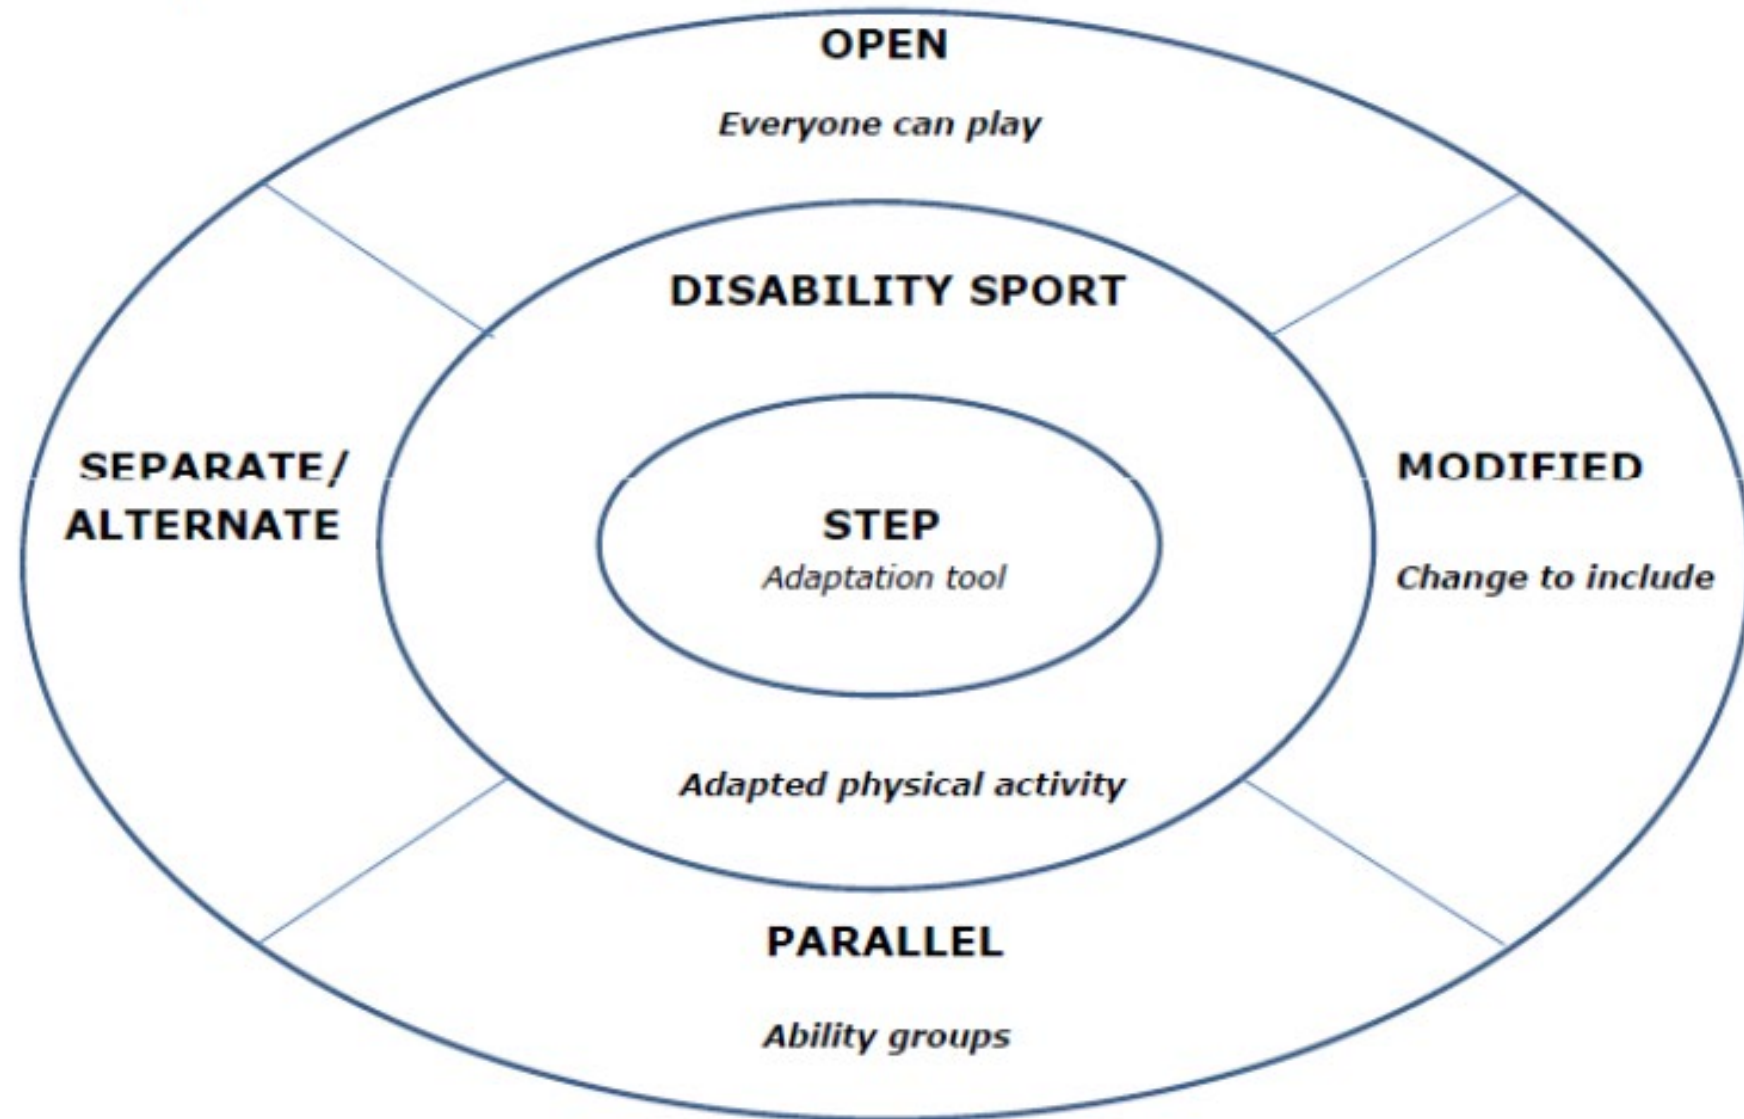 OPEN
Everyone can play
DISABILITY SPORT
SEPARATE/
ALTERNATE
STEP
Adaptation tool
MODIFIED
Change to include
Adapted physical activity
PARALLEL
Ability groups